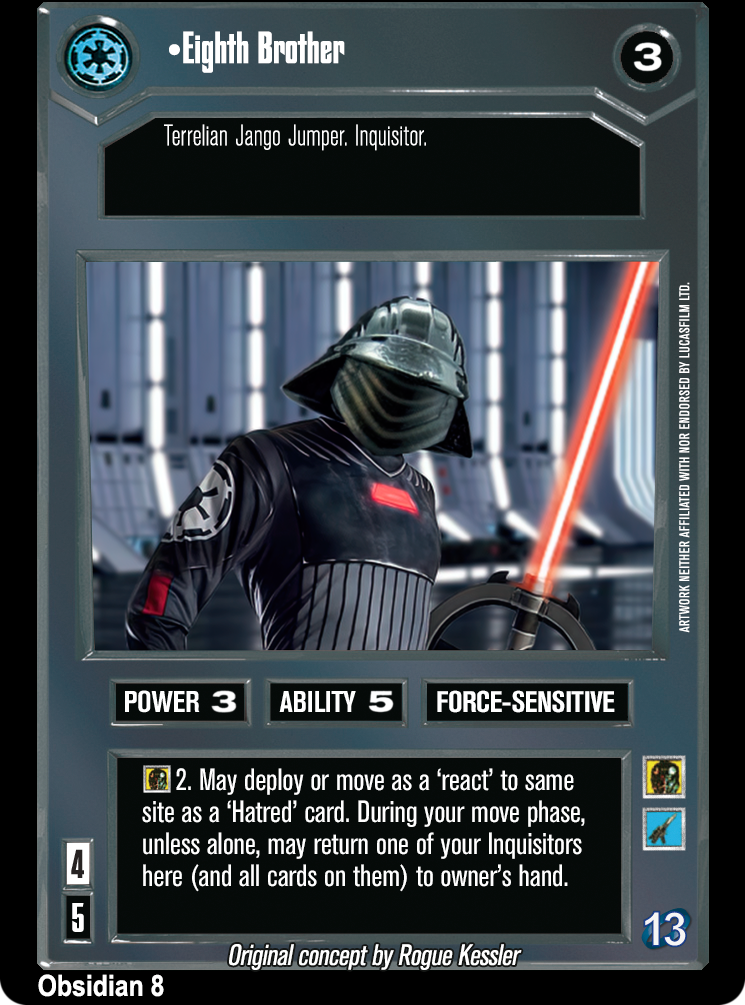 •Eighth Brother
3
Terrelian Jango Jumper. Inquisitor.
ARTWORK NEITHER AFFILIATED WITH NOR ENDORSED BY LUCASFILM LTD.
POWER 3
ABILITY 5
FORCE-SENSITIVE
2. May deploy or move as a ‘react’ to same
site as a ‘Hatred’ card. During your move phase,
unless alone, may return one of your Inquisitors
here (and all cards on them) to owner’s hand.
4
5
13
Original concept by Rogue Kessler
Obsidian 8